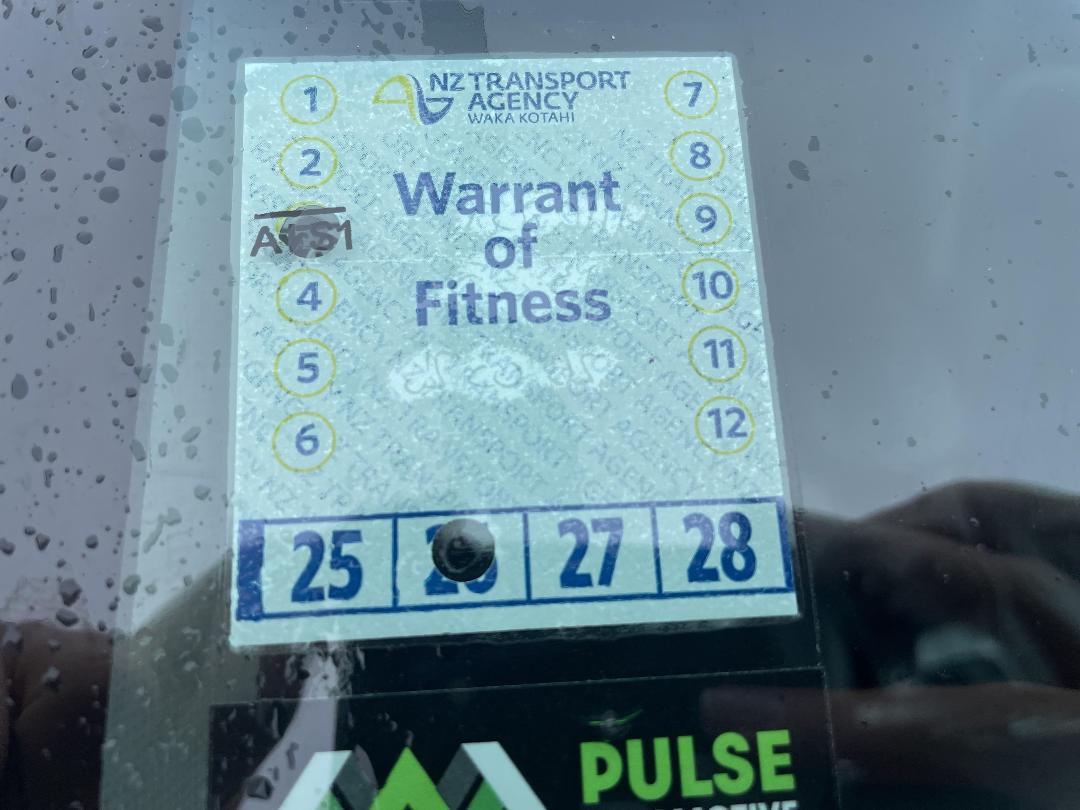 NZ TRANSPORT
AGENCY
WAKA KOTAHI
Warrant
of
Fitness
1
2
4
5
6
7
8
9
10
11
12
25
27
28
PULSE